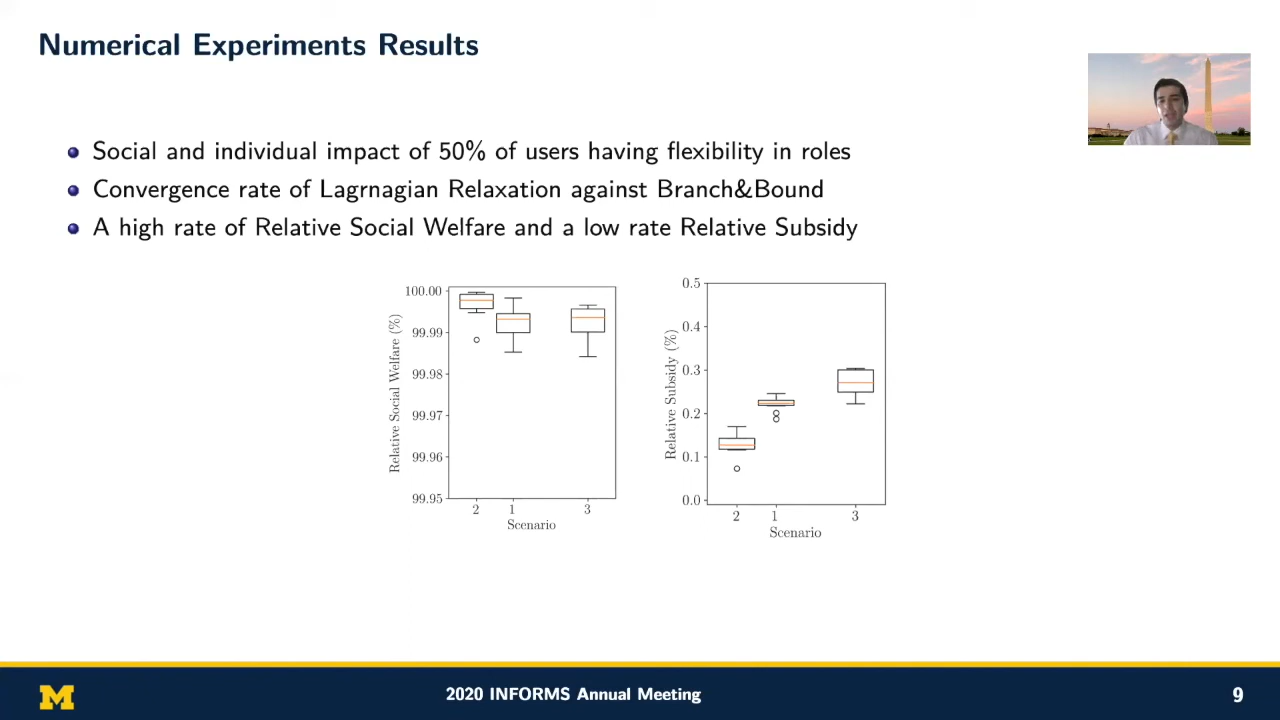 Numerical Experiments Results
Social and individual impact of 50% of users having flexibility in roles
Convergence rate of Lagrnagian Relaxation against Branch&Bound
A high rate of Relative Social Welfare and a low rate Relative Subsidy
Relative Social Welfare (%)
100.00
99.99
99.98
99.97
99.96
99.95
2 1 3
Scenario
Relative Subsidy (%)
0.5
0.4
0.3
0.2
0.1
0.0
2 1 3
Scenario
M
2020 INFORMS Annual Meeting
9